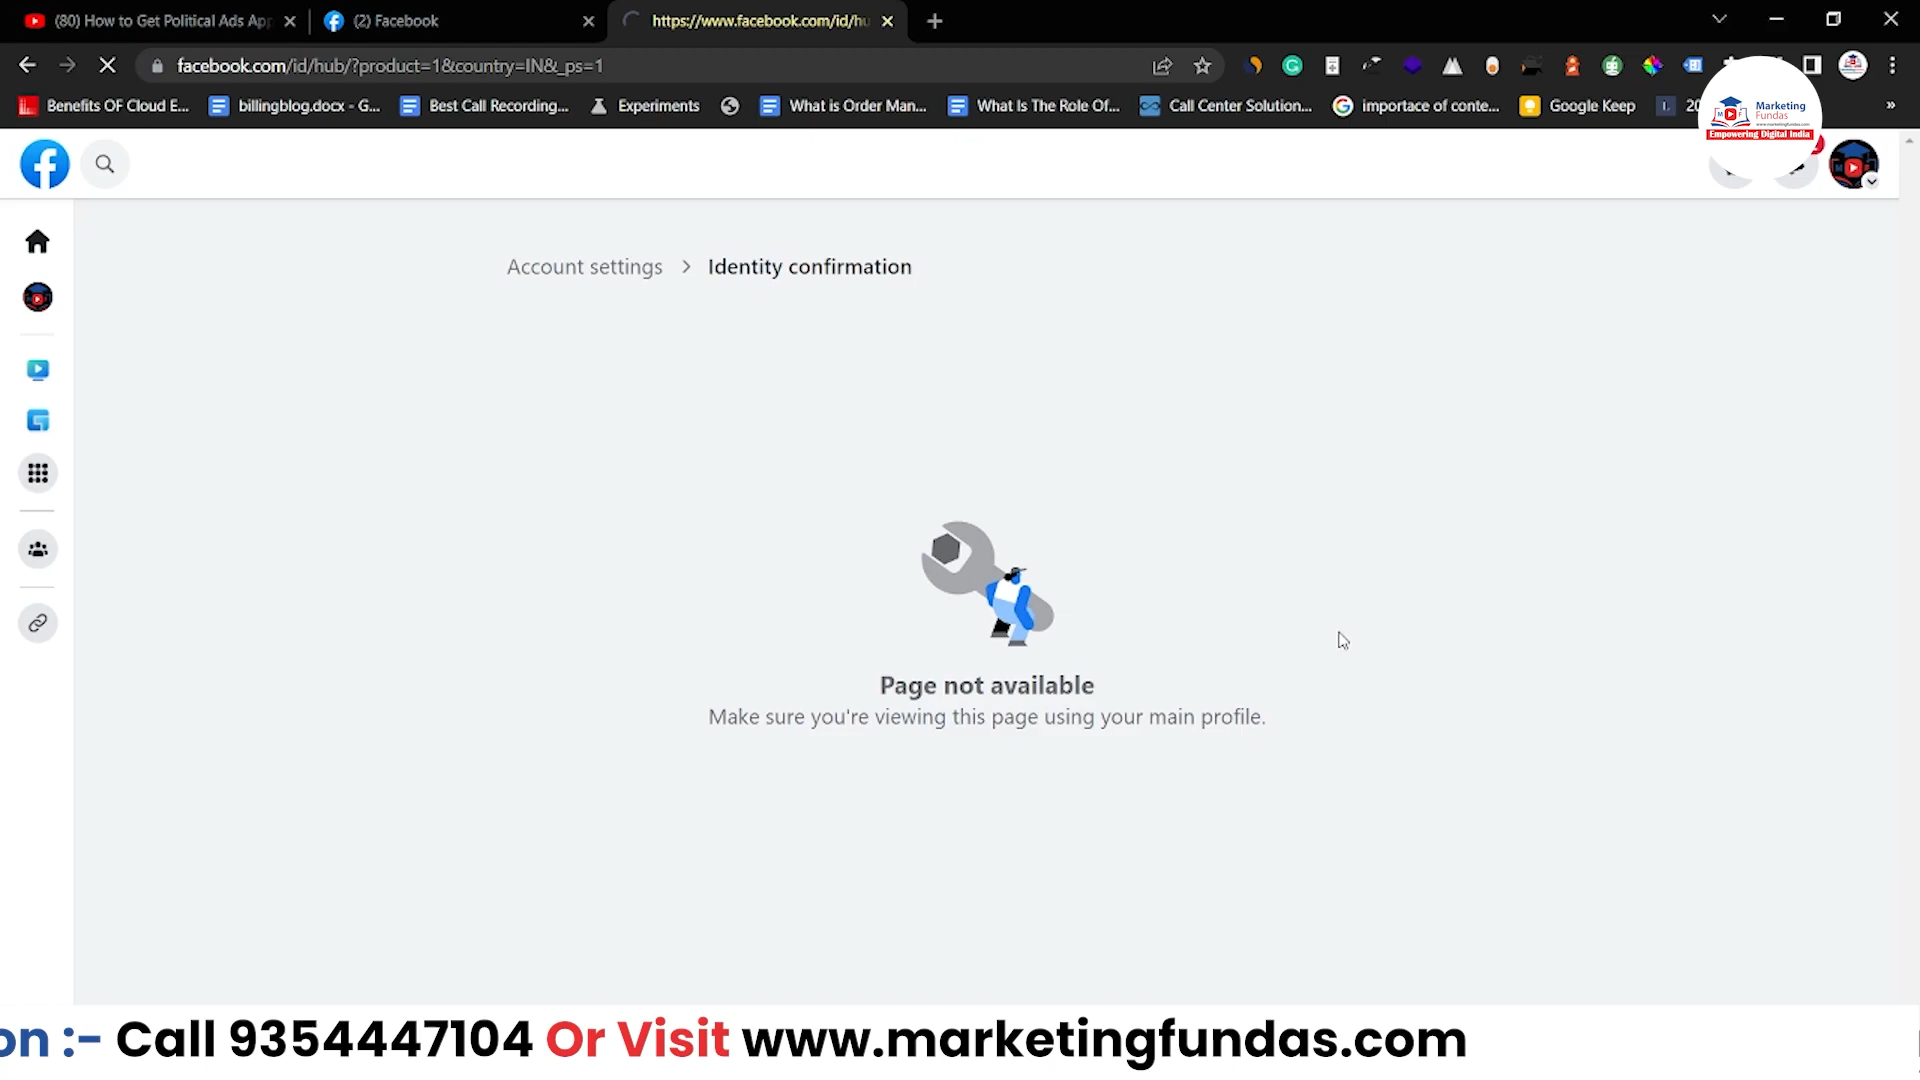 (80) How to Get Political Ads App
(2) Facebook
https://www.facebook.com/id/hu
facebook.com/id/hub/?product=1&country=IN&_ps=1
Benefits OF Cloud E...
billingblog.docx - G...
Best Call Recording...
Experiments
What is Order Man...
What Is The Role Of...
Call Center Solution...
importace of conte...
Google Keep
20
Marketing
Fundas
www.marketingfundas.com
Empowering Digital India
Account settings > Identity confirmation
Page not available
Make sure you're viewing this page using your main profile.
on :- Call 9354447104 Or Visit www.marketingfundas.com